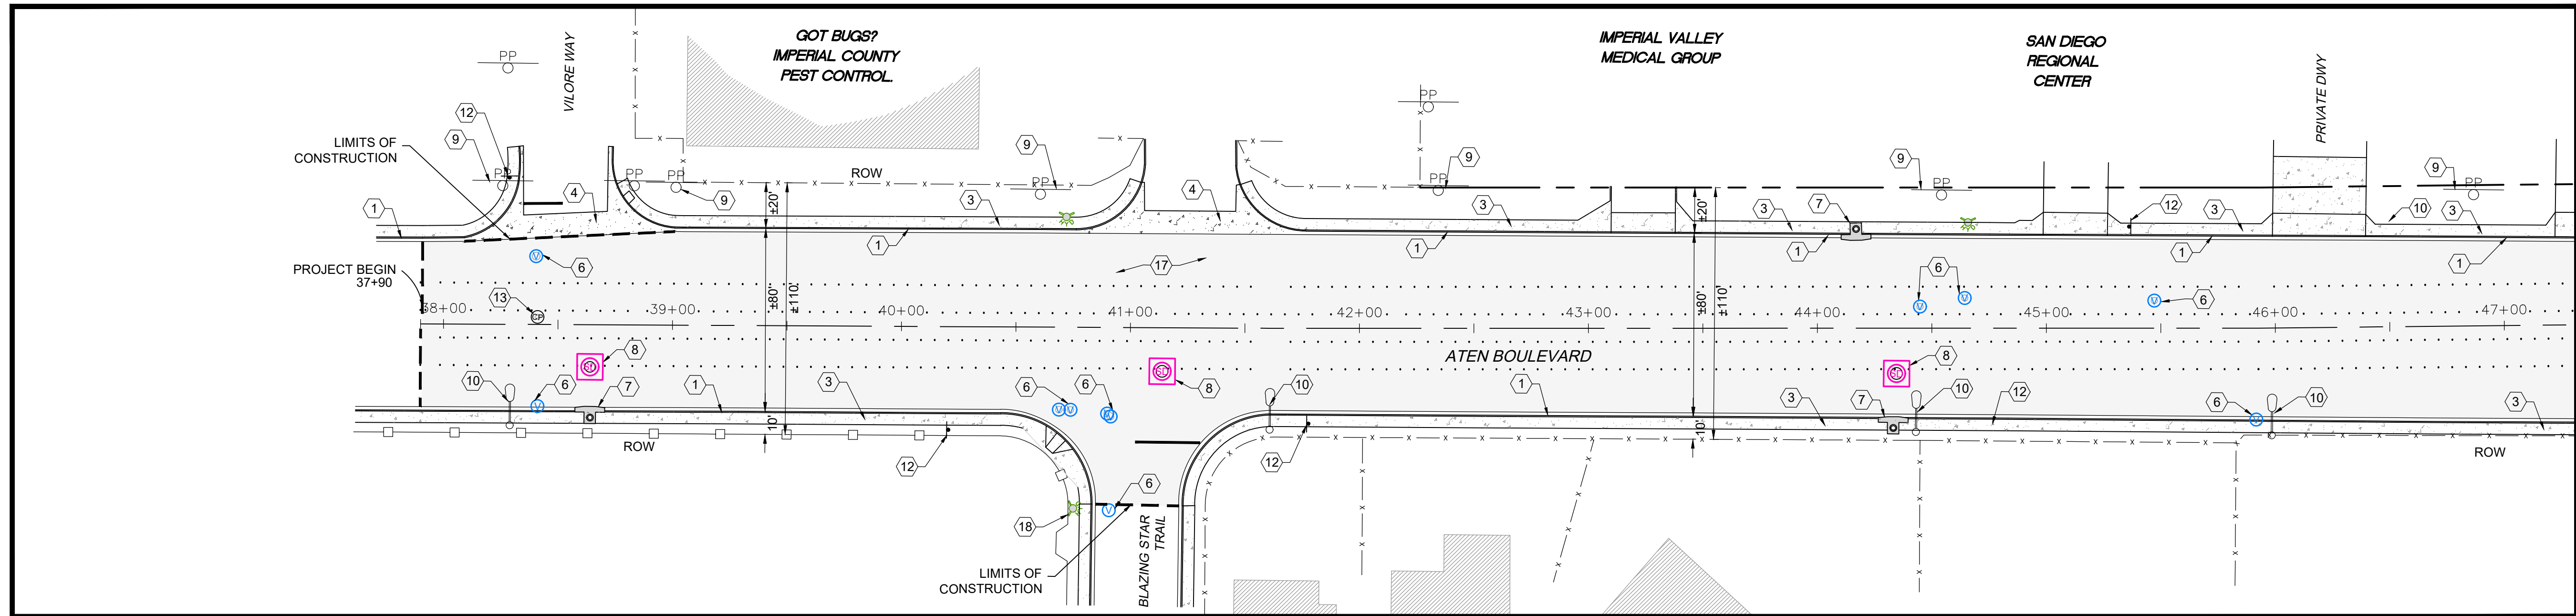 GOT BUGS?
IMPERIAL COUNTY
PEST CONTROL.
IMPERIAL VALLEY
MEDICAL GROUP
SAN DIEGO
REGIONAL
CENTER
VILORE WAY
PRIVATE DWY
PP
PP
12
9
LIMITS OF
CONSTRUCTION
9
9
9
9
PP
PP
PP
PP
PP
PP
ROW
1
4
9
3
4
3
3
7
12
3
10
3
±20'
±20'
1
1
1
1
1
PROJECT BEGIN
37+90
6
17
6
6
13
V
V
V
V
CP
38+00
39+00
40+00
41+00
42+00
43+00
44+00
45+00
46+00
47+00
±80'
±110'
±80'
±110'
ATEN BOULEVARD
8
8
8
SD
SD
SD
10
6
7
1
3
6
6
10
1
3
7
10
12
6
10
3
V
V
V
V
V
V
10'
10'
ROW
ROW
12
12
6
V
18
BLAZING STAR
TRAIL
LIMITS OF
CONSTRUCTION